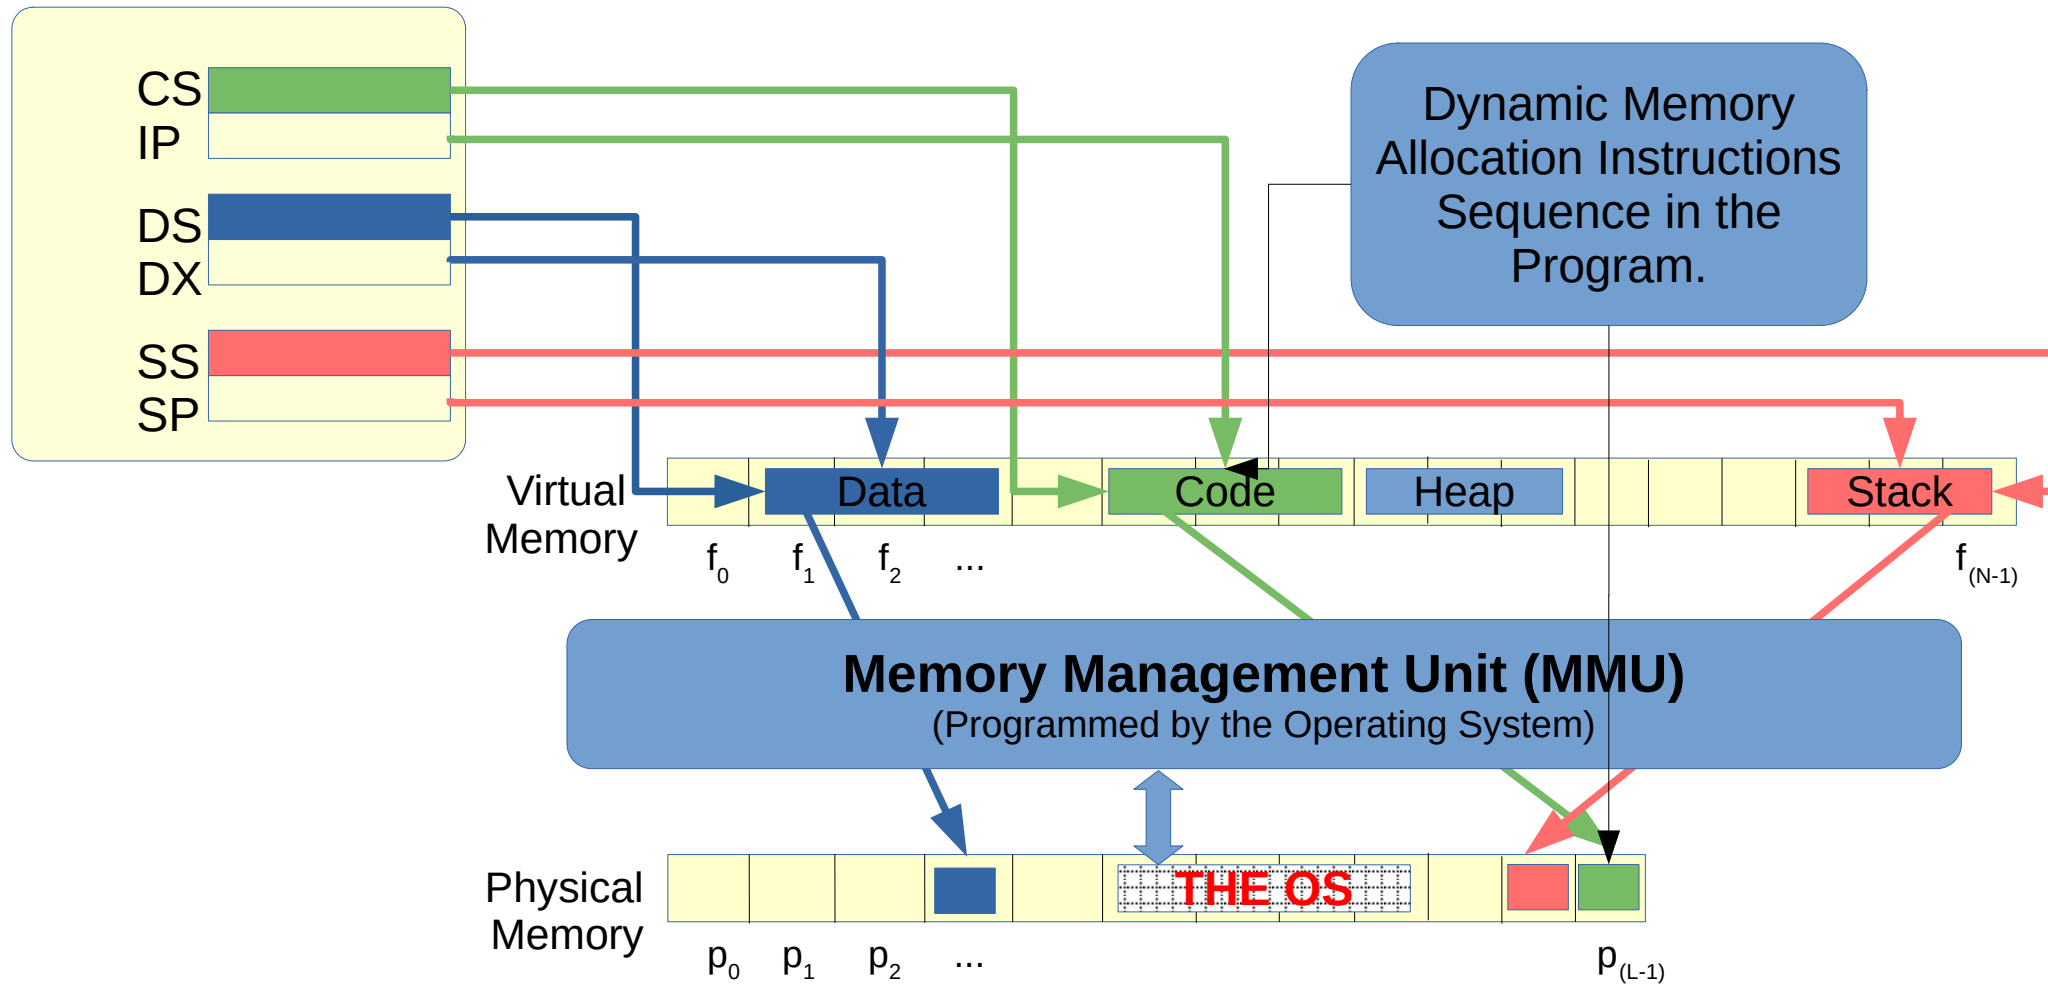 CS
IP
DS
DX
SS
SP
Dynamic Memory
Allocation Instructions
Sequence in the
Program.
Virtual
Memory
Data
Code
Heap
Stack
f0
f1
f2
...
f(N-1)
Memory Management Unit (MMU)
(Programmed by the Operating System)
Physical
Memory
THE OS
p0
p1
p2
...
p(L-1)